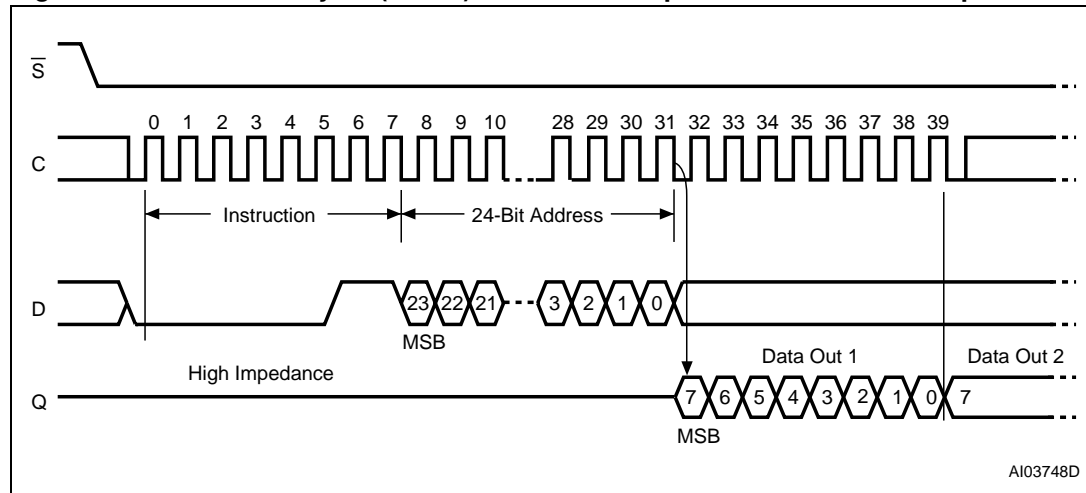 S
0 1 2 3 4 5 6 7 8 9 10 28 29 30 31 32 33 34 35 36 37 38 39
C
Instruction 24-Bit Address
D 23 22 21 3 2 1 0
MSB
Data Out 1 Data Out 2
High Impedance
Q 7 6 5 4 3 2 1 0 7
MSB
AI03748D